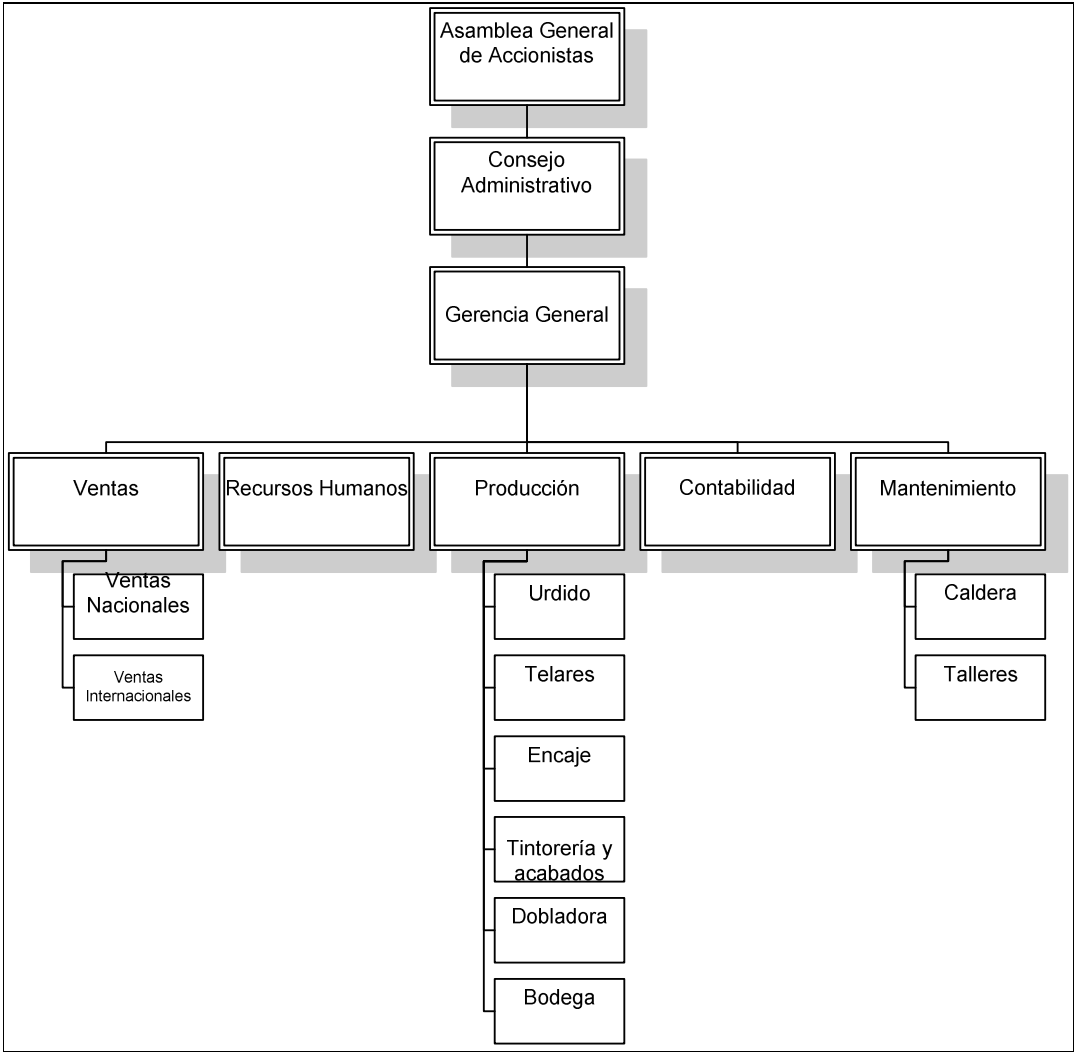 Asamblea General
de Accionistas
Consejo
Administrativo
Gerencia General
Ventas
Recursos Humanos
Producción
Contabilidad
Mantenimiento
Ventas
Nacionales
Ventas
Internacionales
Urdido
Telares
Encaje
Tintorería y
acabados
Dobladora
Bodega
Caldera
Talleres